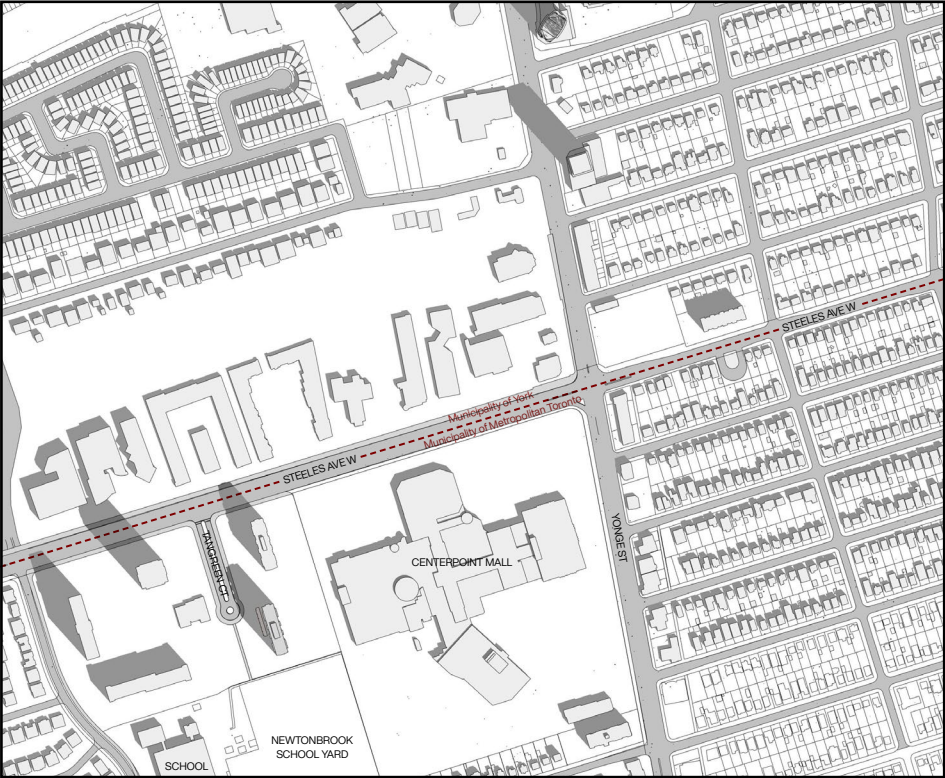 STEELES AVE W
Municipality of York
Municipality of Metropolitan Toronto
STEELES AVE W
TANGREEN CT
CENTERPOINT MALL
YONGE ST
NEWTONBROOK
SCHOOL YARD
SCHOOL